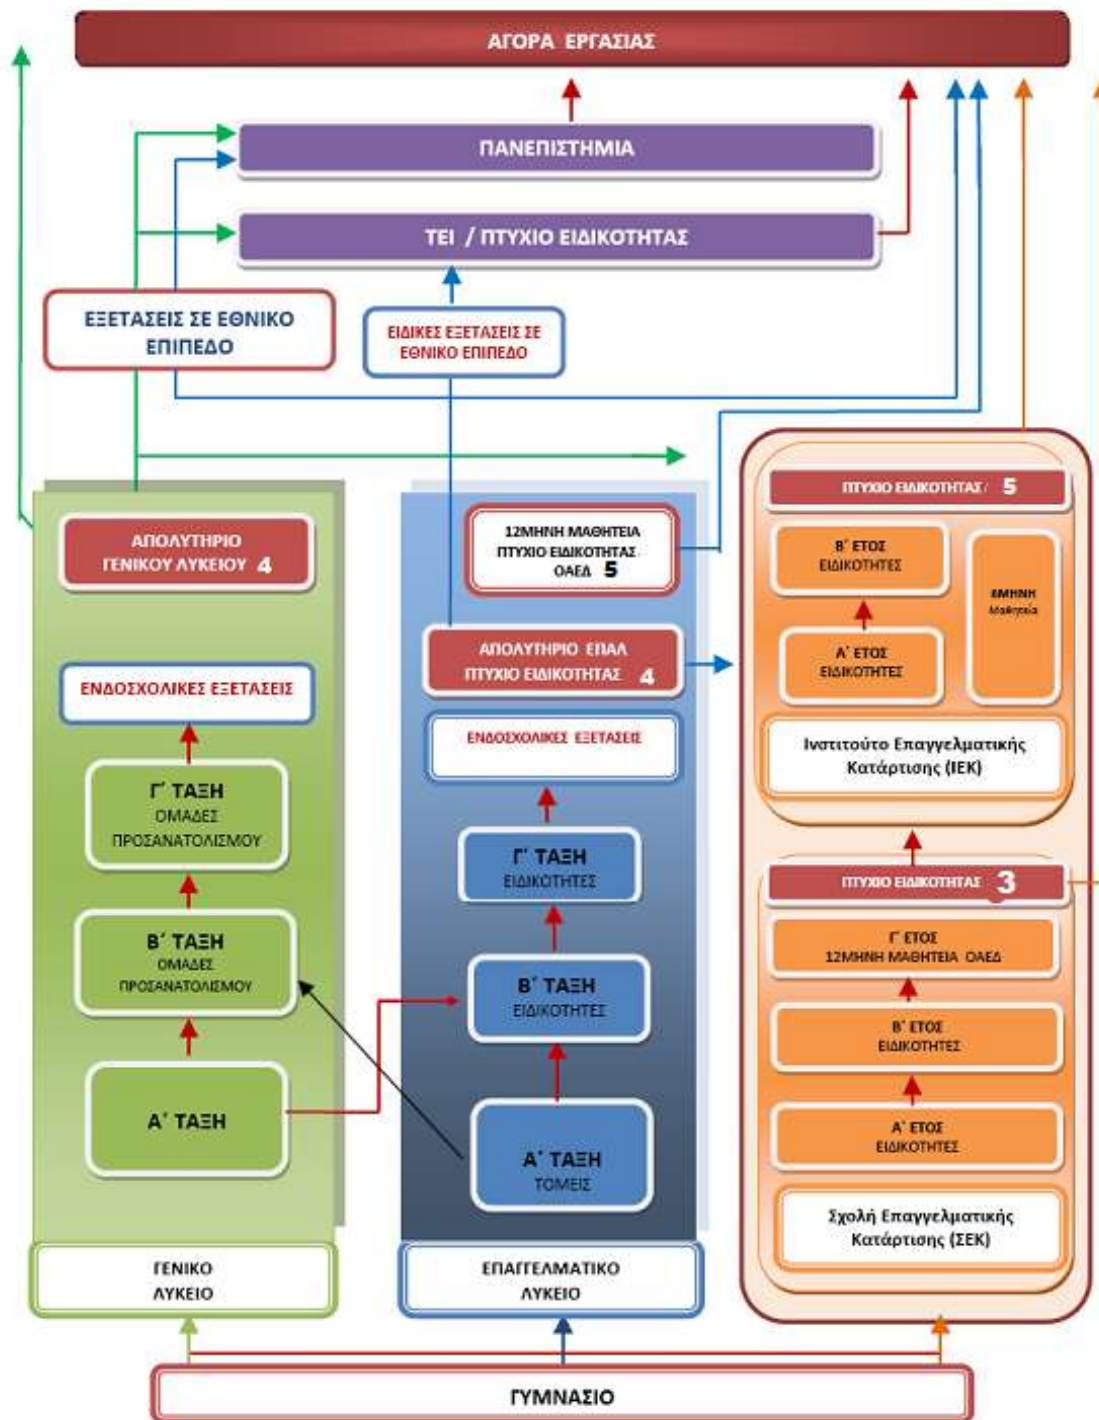 ΑΓΟΡΑ ΕΡΓΑΣΙΑΣ
ΠΑΝΕΠΙΣΤΗΜΙΑ
ΤΕΙ / ΠΤΥΧΙΟ ΕΙΔΙΚΟΤΗΤΑΣ
ΕΞΕΤΑΣΕΙΣ ΣΕ ΕΘΝΙΚΟ
ΕΠΙΠΕΔΟ
ΕΙΔΙΚΕΣ ΕΞΕΤΑΣΕΙΣ ΣΕ
ΕΘΝΙΚΟ ΕΠΙΠΕΔΟ
ΑΠΟΛΥΤΗΡΙΟ
ΓΕΝΙΚΟΥ ΛΥΚΕΙΟΥ 4
ΕΝΔΟΣΧΟΛΙΚΕΣ ΕΞΕΤΑΣΕΙΣ
Γ΄ ΤΑΞΗ
ΟΜΑΔΕΣ
ΠΡΟΣΑΝΑΤΟΛΙΣΜΟΥ
Β΄ ΤΑΞΗ
ΟΜΑΔΕΣ
ΠΡΟΣΑΝΑΤΟΛΙΣΜΟΥ
Α΄ ΤΑΞΗ
ΓΕΝΙΚΟ
ΛΥΚΕΙΟ
12ΜΗΝΗ ΜΑΘΗΤΕΙΑ
ΠΤΥΧΙΟ ΕΙΔΙΚΟΤΗΤΑΣ
ΟΑΕΔ 5
ΑΠΟΛΥΤΗΡΙΟ ΕΠΑΛ
ΠΤΥΧΙΟ ΕΙΔΙΚΟΤΗΤΑΣ 4
ΕΝΔΟΣΧΟΛΙΚΕΣ ΕΞΕΤΑΣΕΙΣ
Γ΄ ΤΑΞΗ
ΕΙΔΙΚΟΤΗΤΕΣ
Β΄ ΤΑΞΗ
ΕΙΔΙΚΟΤΗΤΕΣ
Α΄ ΤΑΞΗ
ΤΟΜΕΙΣ
ΕΠΑΓΓΕΛΜΑΤΙΚΟ
ΛΥΚΕΙΟ
ΠΤΥΧΙΟ ΕΙΔΙΚΟΤΗΤΑΣ/ 5
Β΄ ΕΤΟΣ
ΕΙΔΙΚΟΤΗΤΕΣ
6ΜΗΝΗ
Μαθητεία
Α΄ ΕΤΟΣ
ΕΙΔΙΚΟΤΗΤΕΣ
Ινστιτούτο Επαγγελματικής
Κατάρτισης (ΙΕΚ)
ΠΤΥΧΙΟ ΕΙΔΙΚΟΤΗΤΑΣ 3
Γ΄ ΕΤΟΣ
12ΜΗΝΗ ΜΑΘΗΤΕΙΑ ΟΑΕΔ
Β΄ ΕΤΟΣ
ΕΙΔΙΚΟΤΗΤΕΣ
Α΄ ΕΤΟΣ
ΕΙΔΙΚΟΤΗΤΕΣ
Σχολή Επαγγελματικής
Κατάρτισης (ΣΕΚ)
ΓΥΜΝΑΣΙΟ